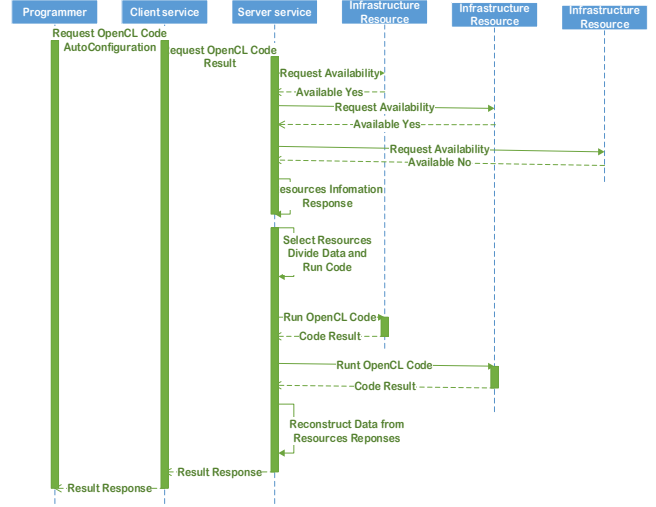 Programmer
Client service
Server service
Infrastructure
Resource
Infrastructure
Resource
Infrastructure
Resource
Request OpenCL Code
AutoConfiguration
equest OpenCL Code
Result
Request Availability
Available Yes
Request Availability
Available Yes
Request Availability
Available No
esources Infomation
Response
Select Resources
Divide Data and
Run Code
Run OpenCL Code
Code Result
Runt OpenCL Code
Code Result
Reconstruct Data from
Resources Reponses
Result Response
Result Response